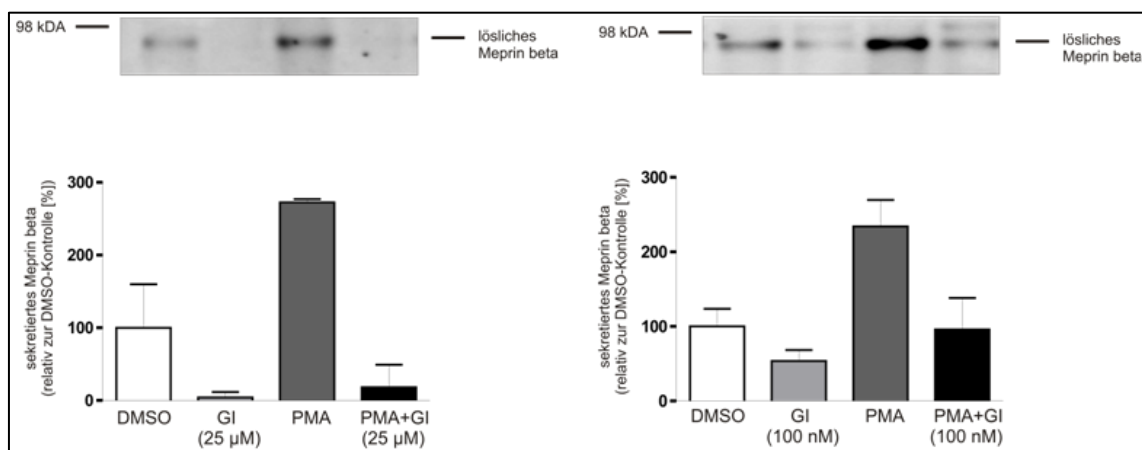 98 kDA
lösliches
Meprin beta
sekretiertes Meprin beta
(relativ zur DMSO-Kontrolle [%])
300
200
100
0
DMSO
GI
(25 µM)
PMA
PMA+GI
(25 µM)
98 kDA
lösliches
Meprin beta
sekretiertes Meprin beta
(relativ zur DMSO-Kontrolle [%])
300
200
100
0
DMSO
GI
(100 nM)
PMA
PMA+GI
(100 nM)